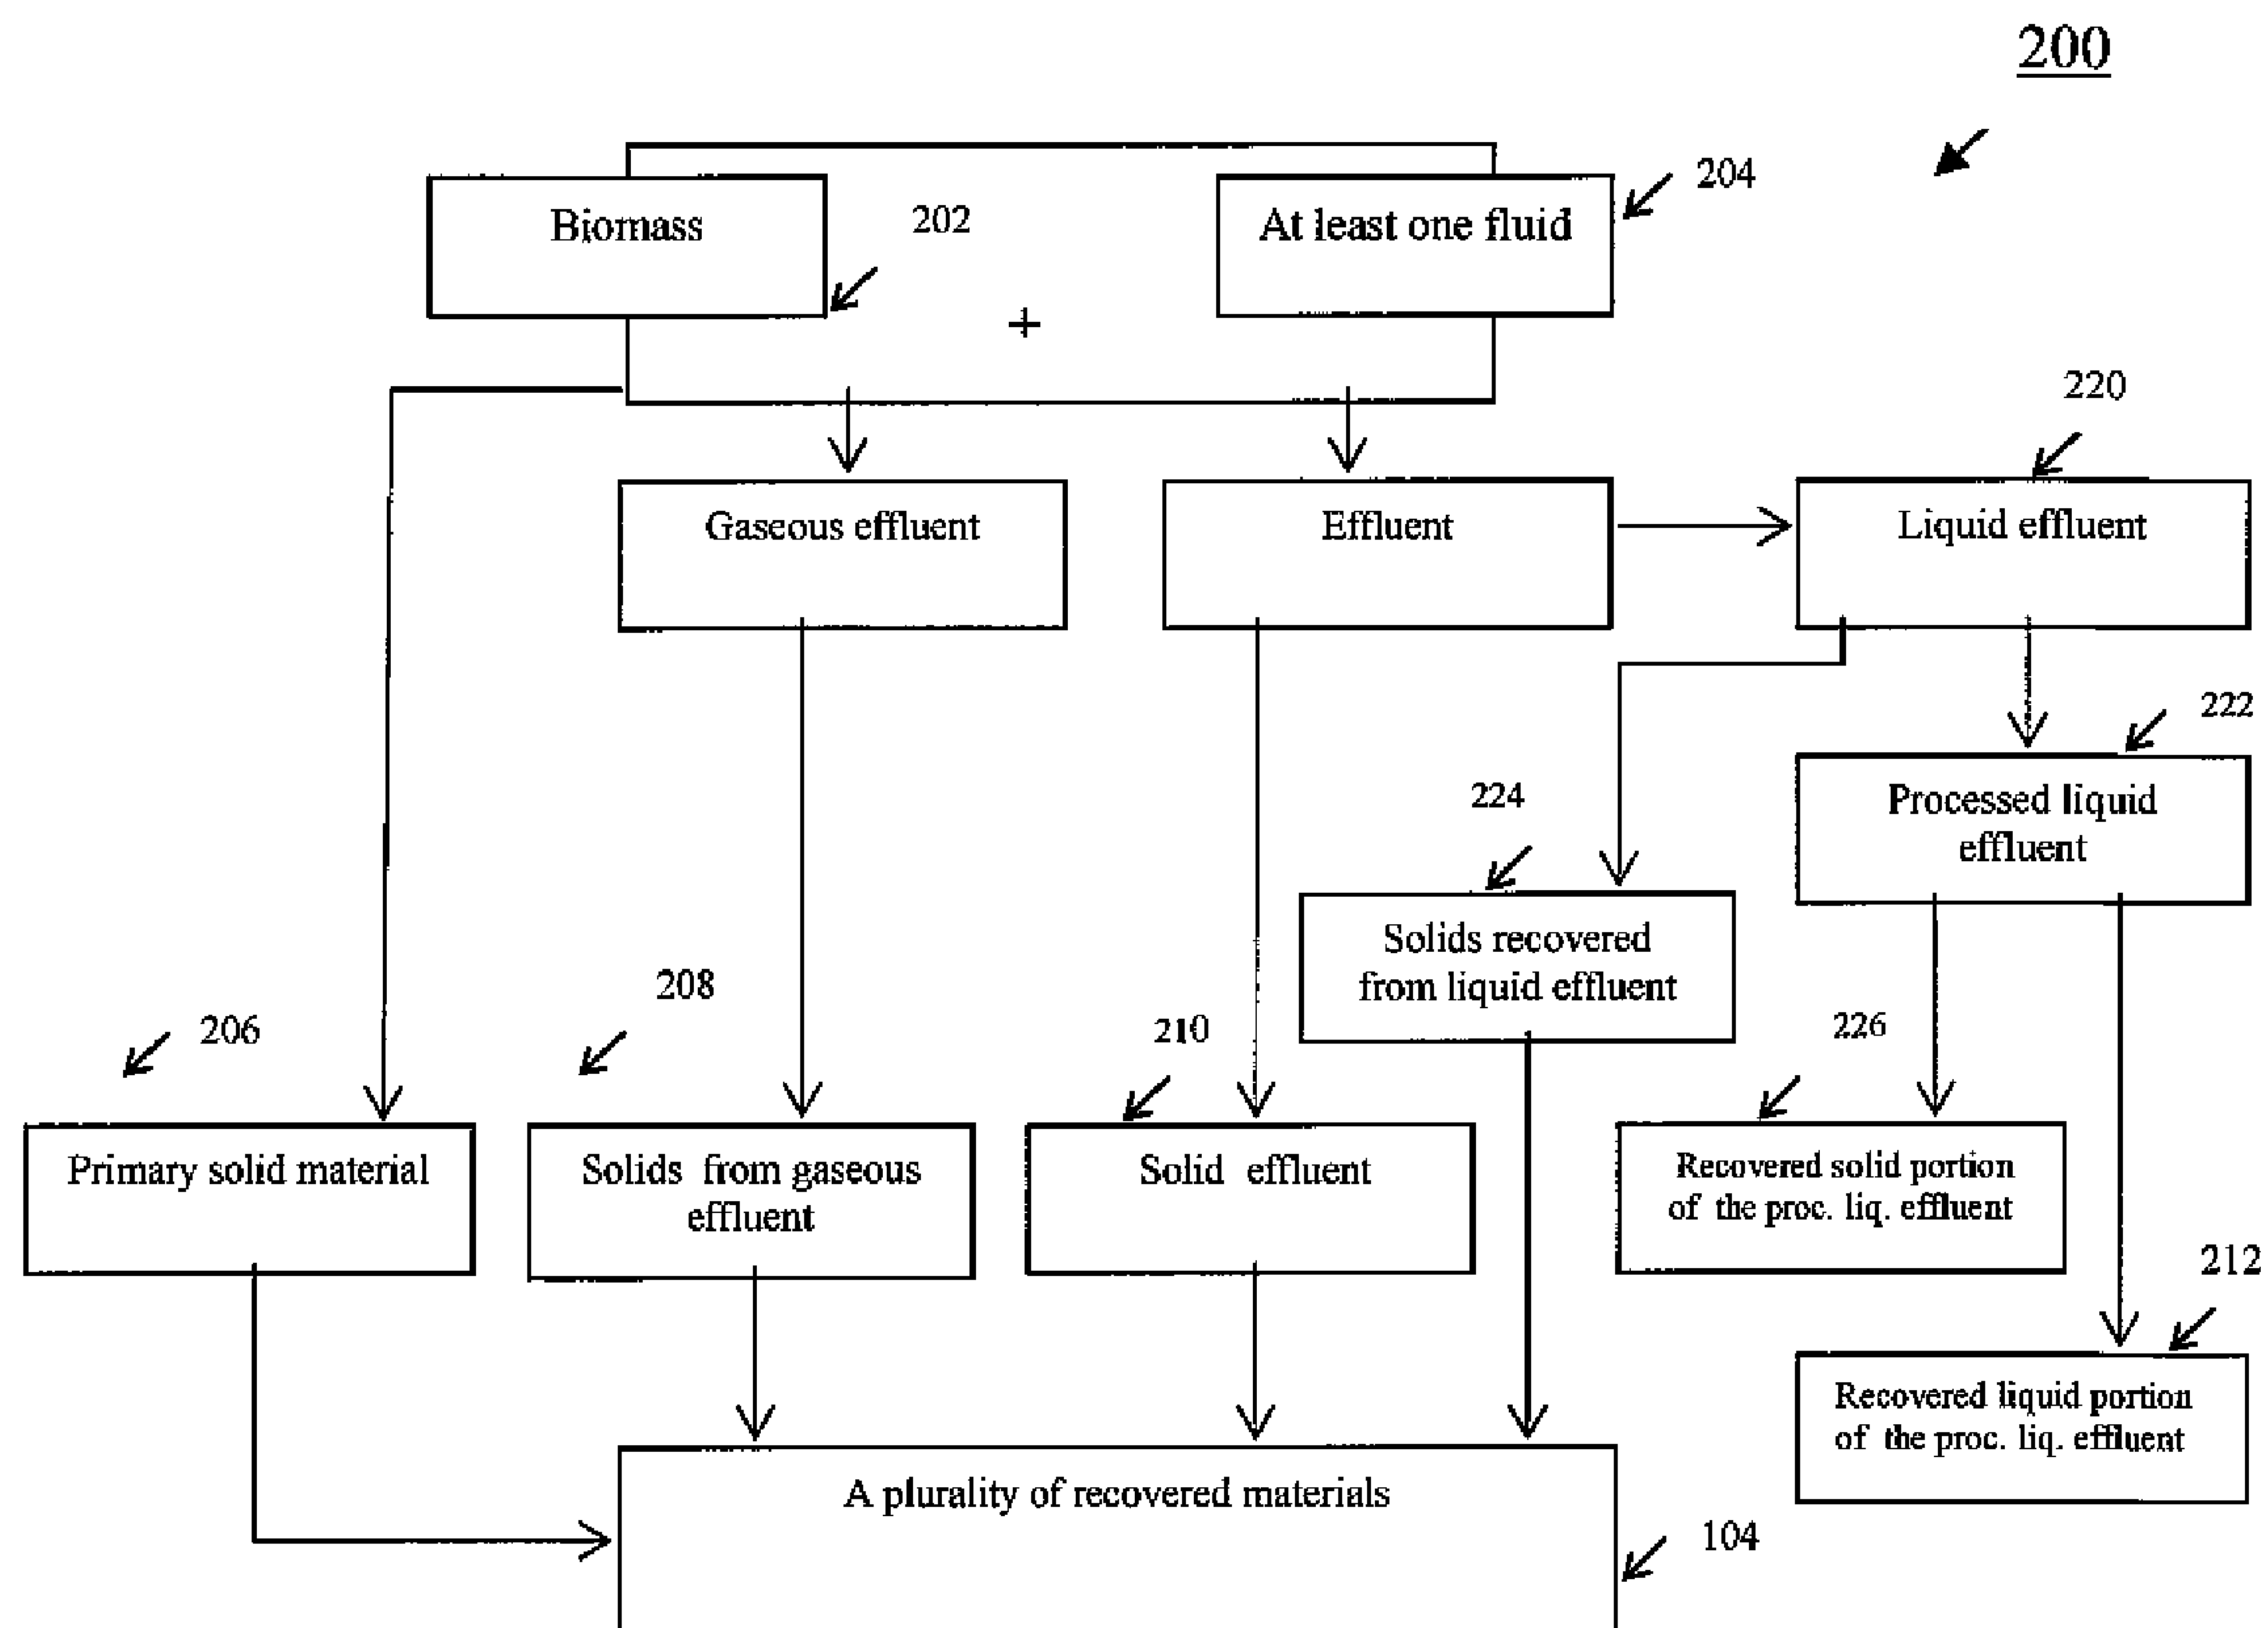 200
204
Biomass
202
At least one fluid
+
220
Gaseous effluent
Effluent
Liquid effluent
222
224
Processed liquid
effluent
Solids recovered
from liquid effluent
208
206
210
226
Primary solid material
Solids from gaseous
effluent
Solid effluent
Recovered solid portion
of the proc. liq. effluent
212
Recovered liquid portion
of the proc. liq. effluent
A plurality of recovered materials
104